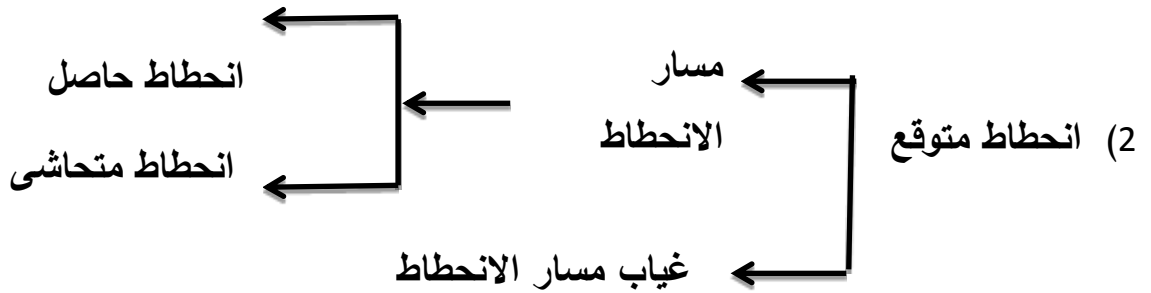 2) انحطاط متوقع
مسار
الانحطاط
غياب مسار الانحطاط
انحطاط حاصل
انحطاط متحاشى